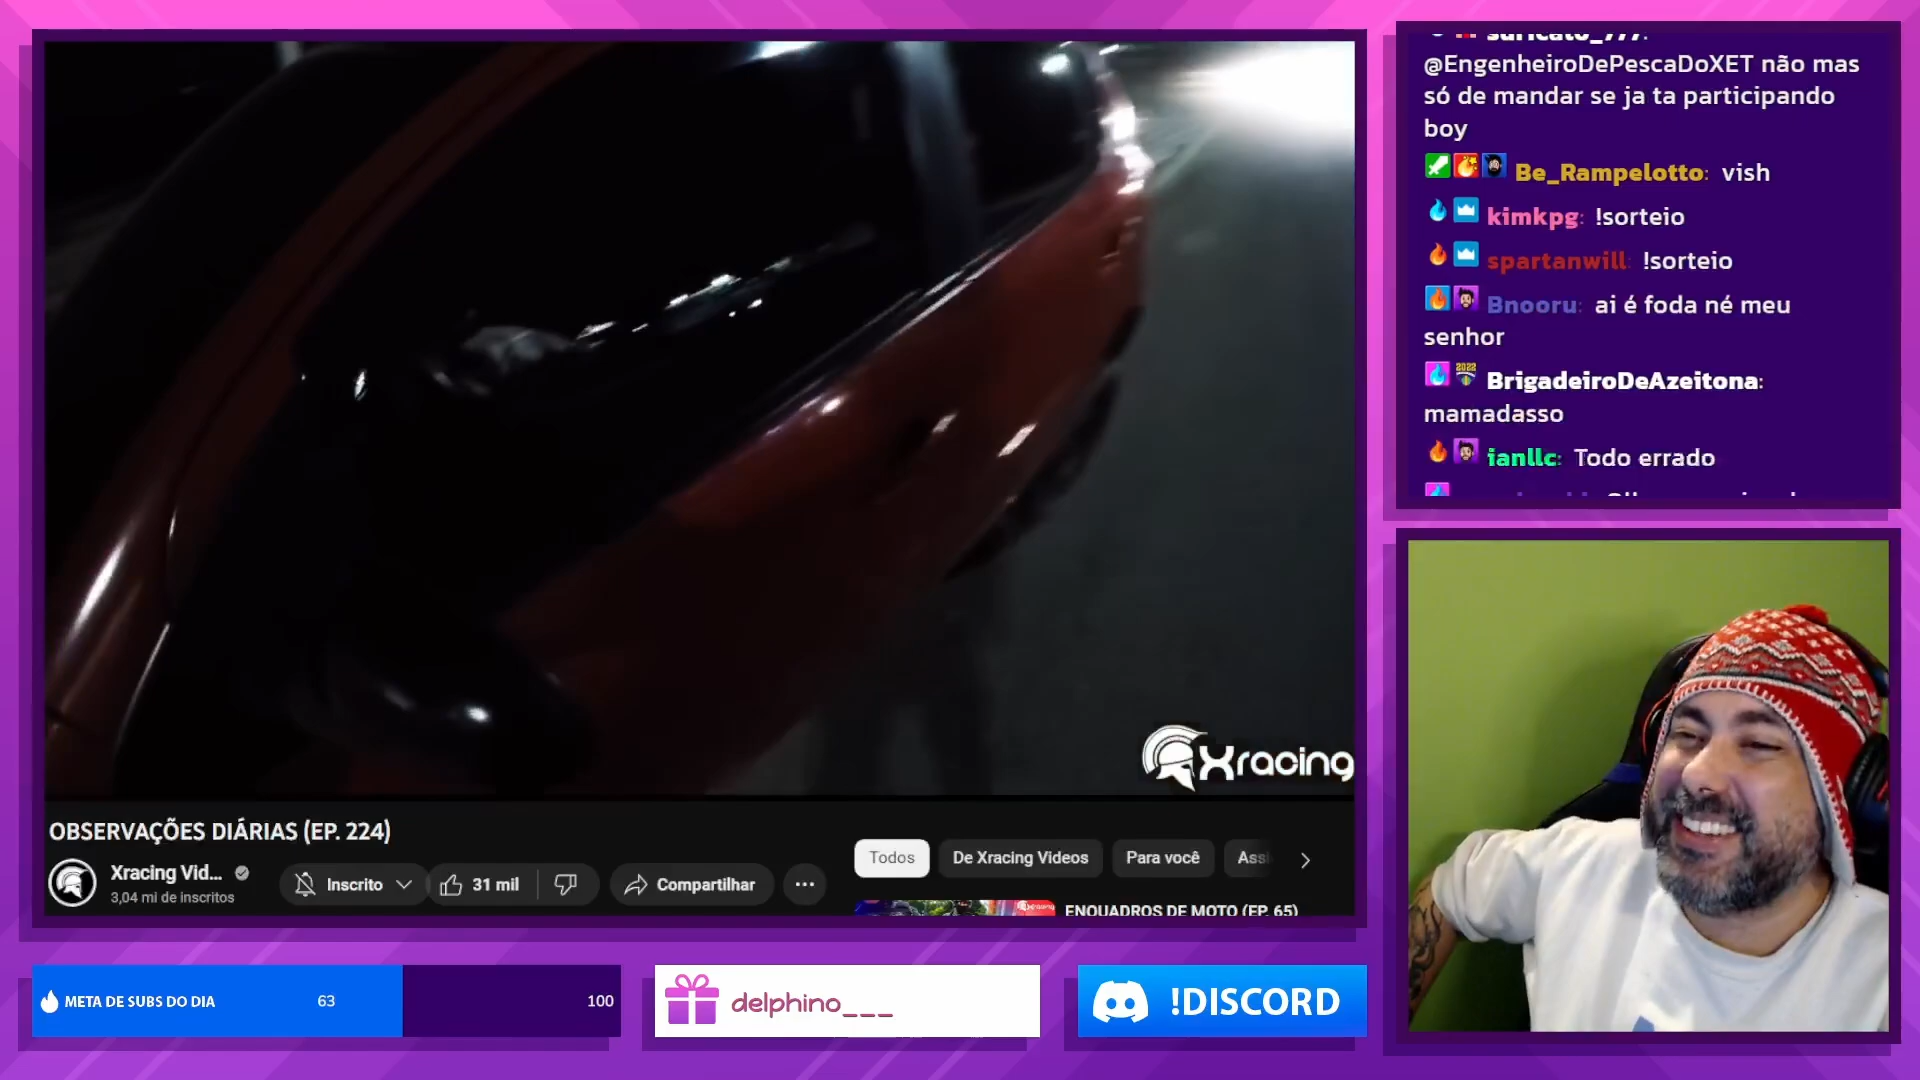 Xracing
OBSERVAÇÕES DIÁRIAS (EP. 224)
Xracing Vid...
3,04 mi de inscritos
Inscrito
31 mil
Compartilhar
Todos
De Xracing Videos
Para você
ENQUADROS DE MOTO (EP. 65)
suricato_777:
@EngenheiroDePescaDoXET não mas
só de mandar se ja ta participando
boy
Be_Rampelotto: vish
kimkpg: !sorteio
spartanwill: !sorteio
Bnooru: ai é foda né meu
senhor
2022
BrigadeiroDeAzeitona:
mamadasso
ianllc: Todo errado
META DE SUBS DO DIA 63 100
delphino___
!DISCORD